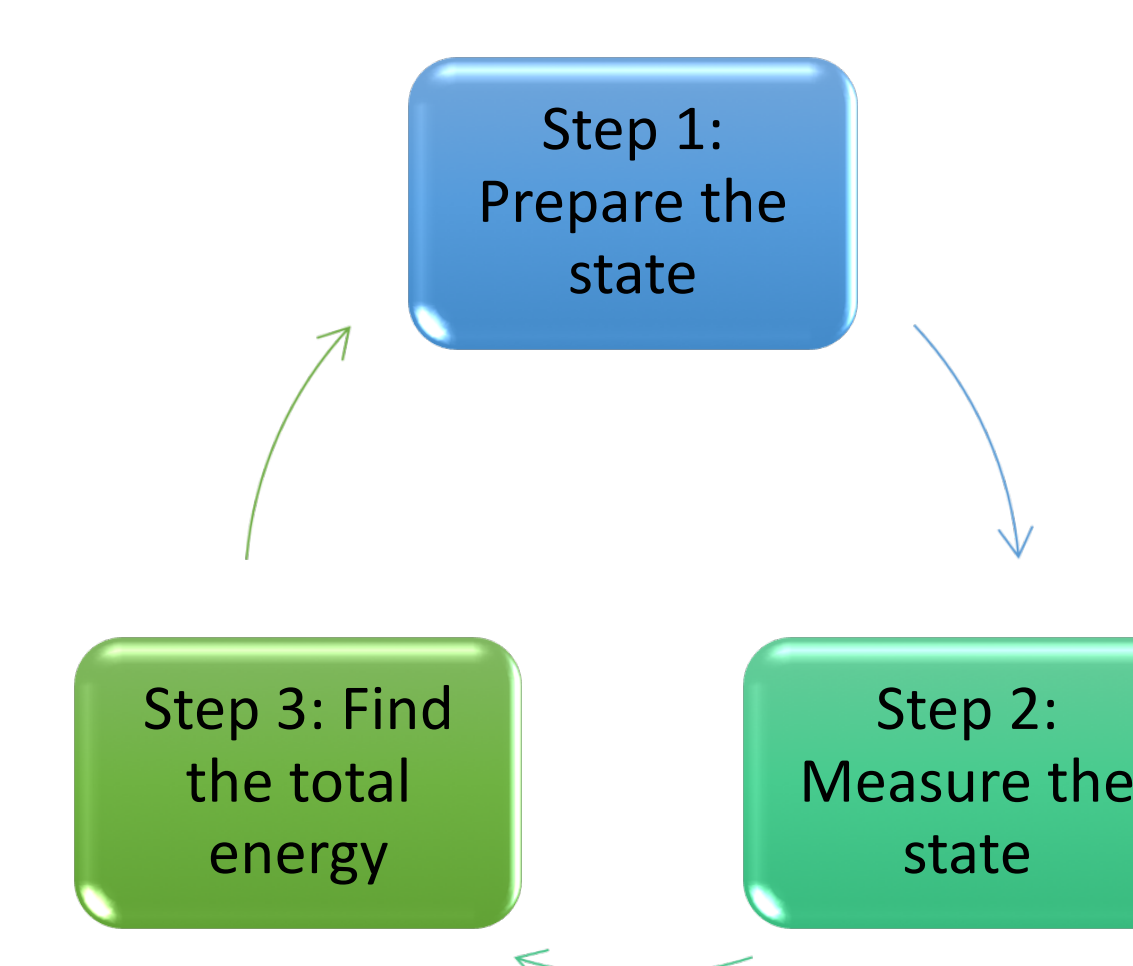 Step 1:
Prepare the
state
Step 3: Find
the total
energy
Step 2:
Measure the
state